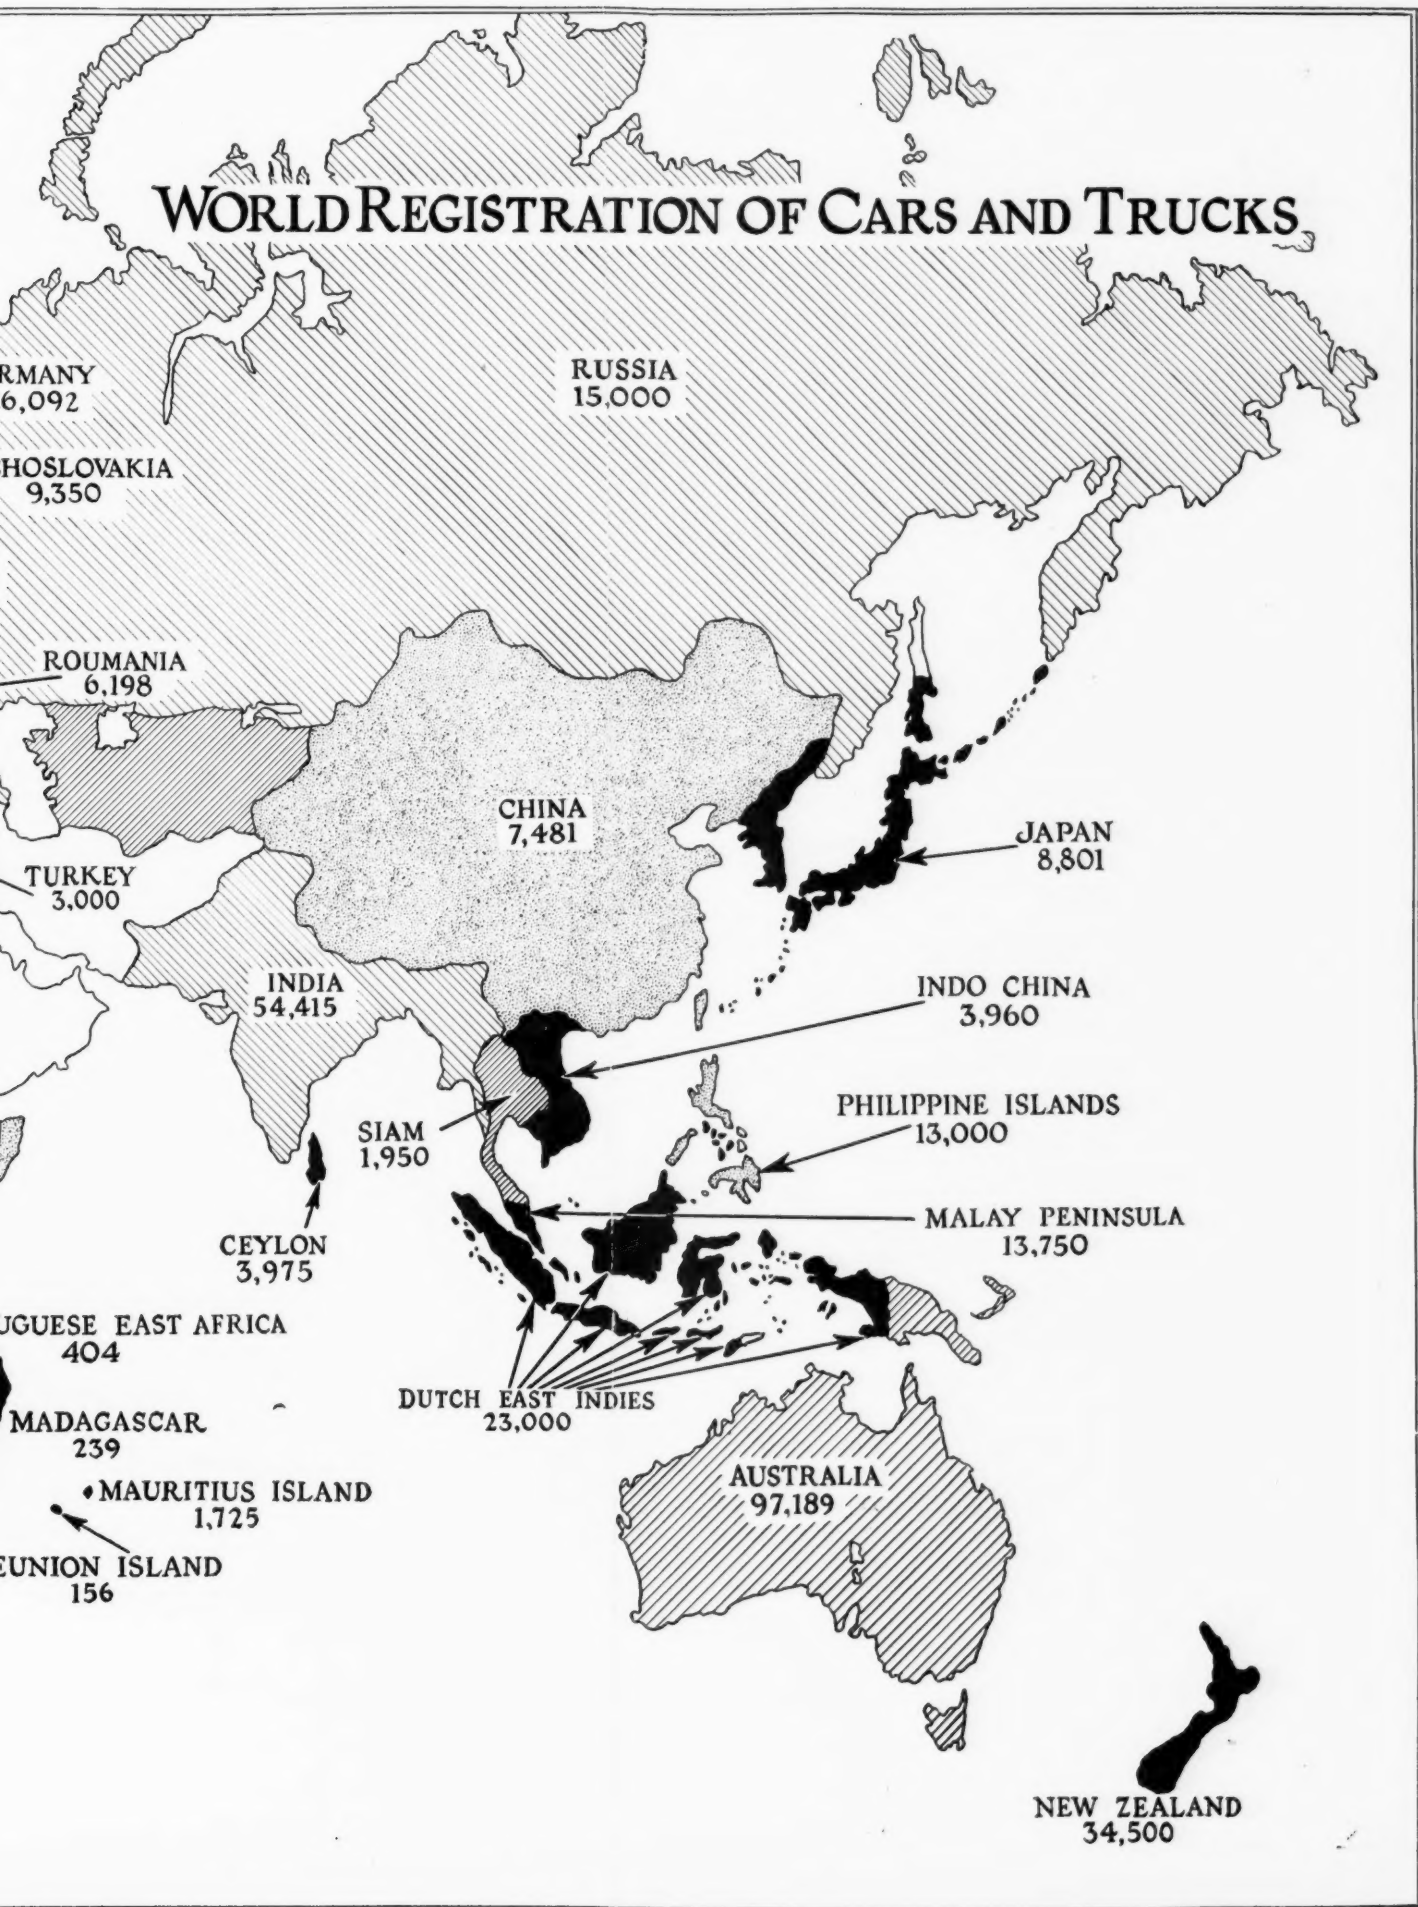 WORLD REGISTRATION OF CARS AND TRUCKS
RMANY
6,092
RUSSIA
15,000
HOSLOVAKIA
9,350
ROUMANIA
6,198
CHINA
7,481
JAPAN
8,801
TURKEY
3,000
INDIA
54,415
INDO CHINA
3,960
PHILIPPINE ISLANDS
13,000
SIAM
1,950
MALAY PENINSULA
13,750
CEYLON
3,975
UGUESE EAST AFRICA
404
DUTCH EAST INDIES
23,000
MADAGASCAR
239
AUSTRALIA
97,189
MAURITIUS ISLAND
1,725
EUNION ISLAND
156
NEW ZEALAND
34,500